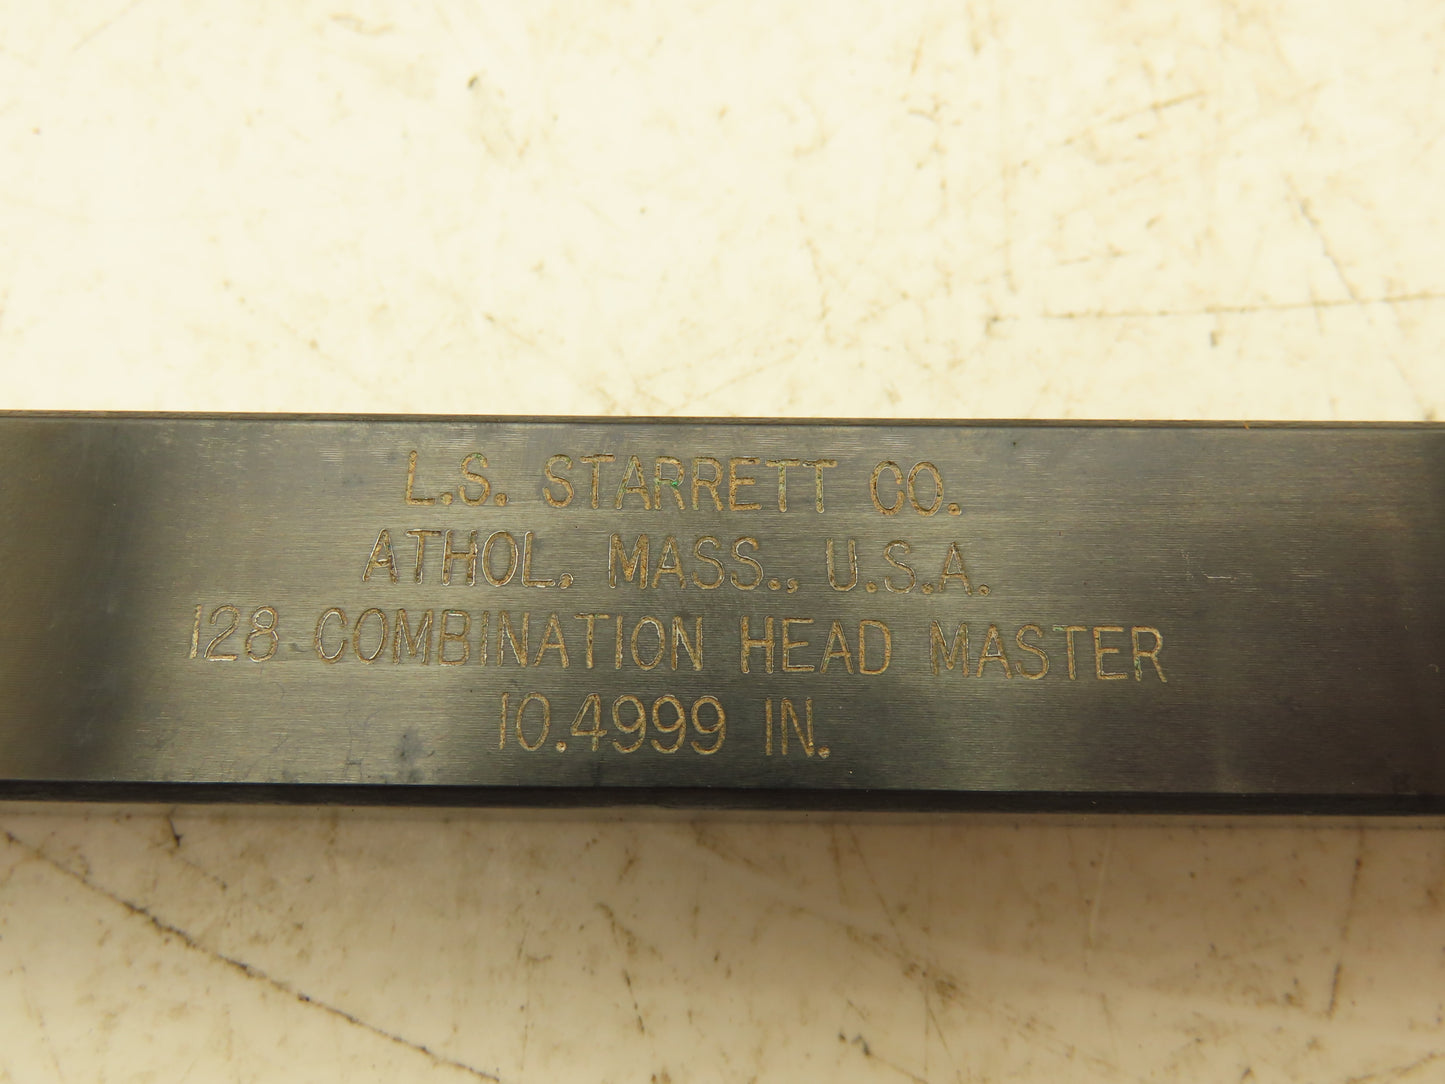 L.S. STARRETT CO.
ATHOL, MASS., U.S.A.
128 COMBINATION HEAD MASTER
10.4999 IN.